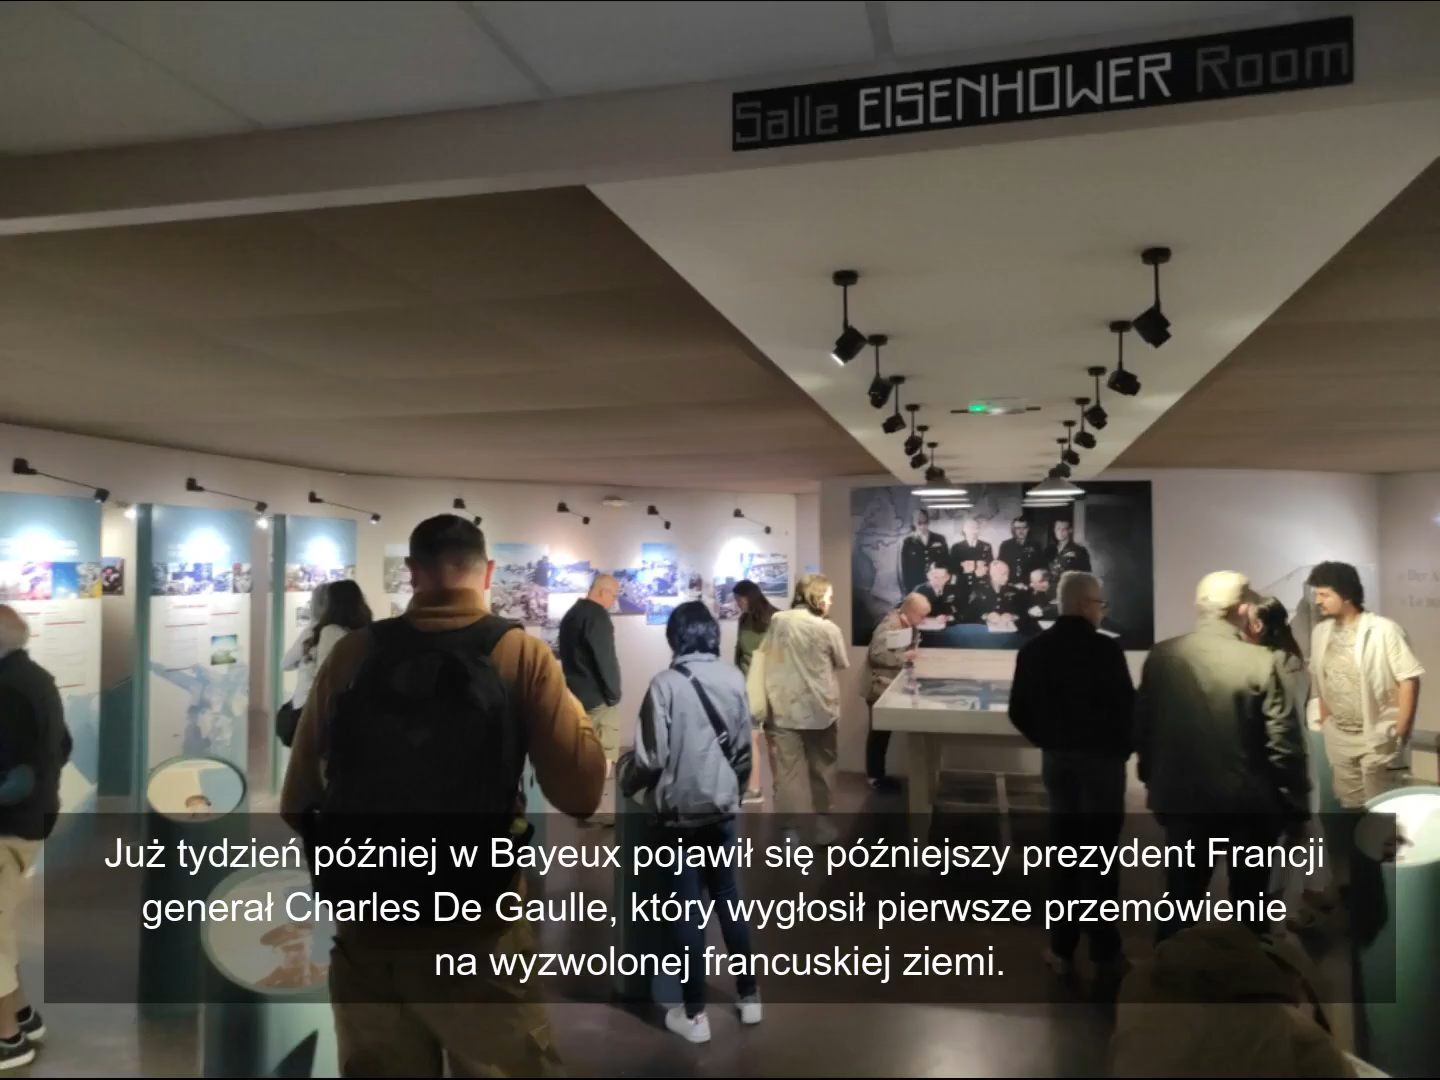 Salle EISENHOWER Room
Już tydzień później w Bayeux pojawił się późniejszy prezydent Francji
generał Charles De Gaulle, który wygłosił pierwsze przemówienie
na wyzwolonej francuskiej ziemi.